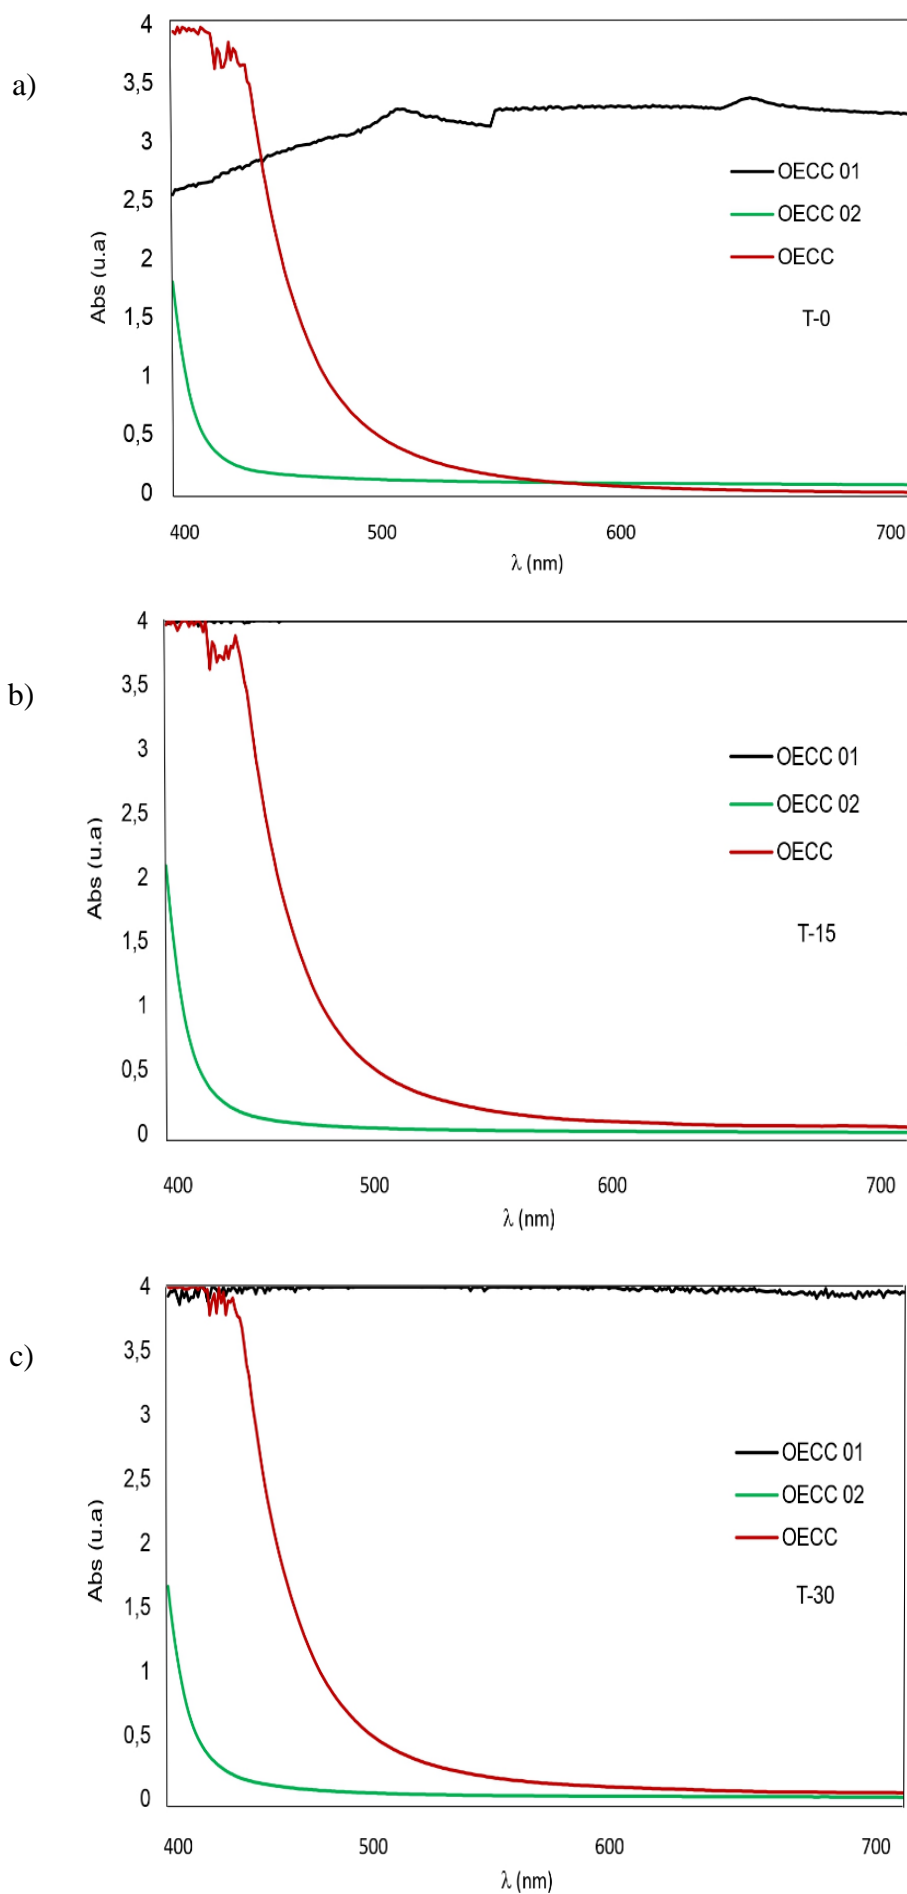 a)
4
3,5
3
2,5
2
1,5
1
0,5
0
Abs (u.a)
OECC 01
OECC 02
OECC
T-0
400 500 600 700
λ (nm)
b)
4
3,5
3
2,5
2
1,5
1
0,5
0
Abs (u.a)
OECC 01
OECC 02
OECC
T-15
400 500 600 700
λ (nm)
c)
4
3,5
3
2,5
2
1,5
1
0,5
0
Abs (u.a)
OECC 01
OECC 02
OECC
T-30
400 500 600 700
λ (nm)